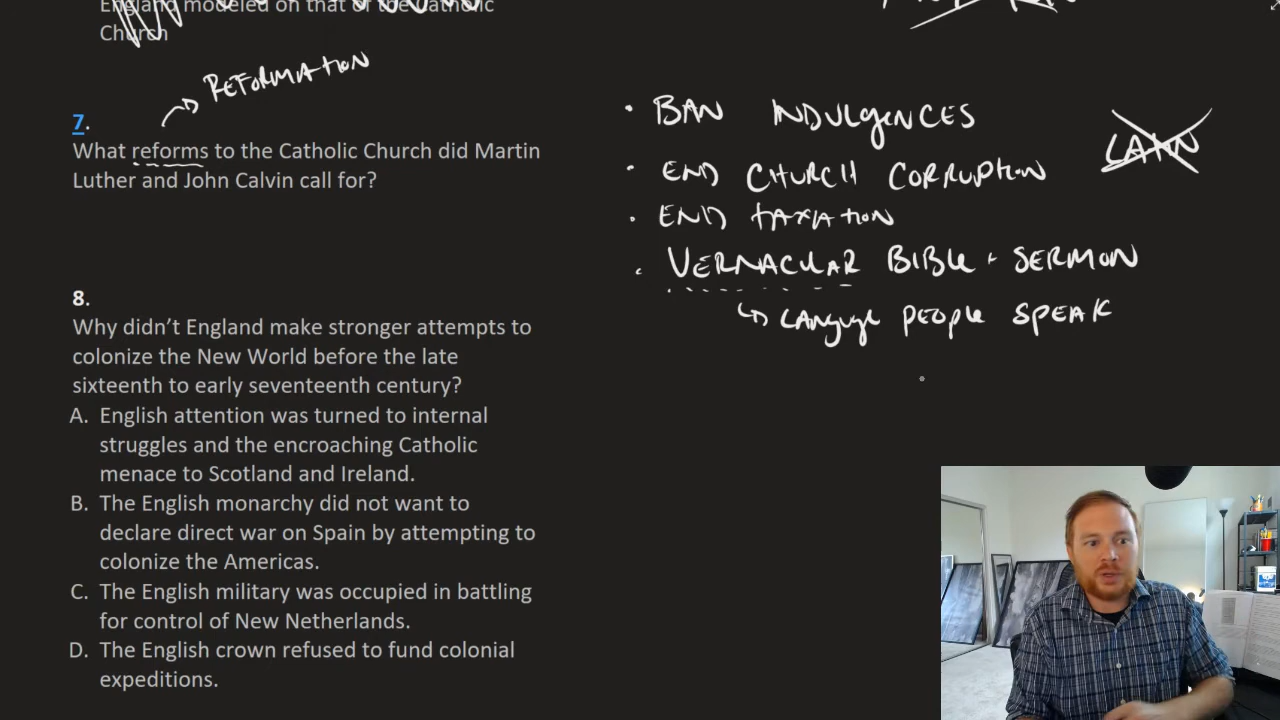 England modeled on that of the Catholic
Church
REFORMATION
7.
What reforms to the Catholic Church did Martin
Luther and John Calvin call for?
• BAN INDULGENCES
• END CHURCH CORRUPTION
• END TAXATION
• VERNACULAR BIBLE + SERMON
↳ LANGUAGE PEOPLE SPEAK
LATIN
8.
Why didn’t England make stronger attempts to
colonize the New World before the late
sixteenth to early seventeenth century?
A. English attention was turned to internal
struggles and the encroaching Catholic
menace to Scotland and Ireland.
B. The English monarchy did not want to
declare direct war on Spain by attempting to
colonize the Americas.
C. The English military was occupied in battling
for control of New Netherlands.
D. The English crown refused to fund colonial
expeditions.